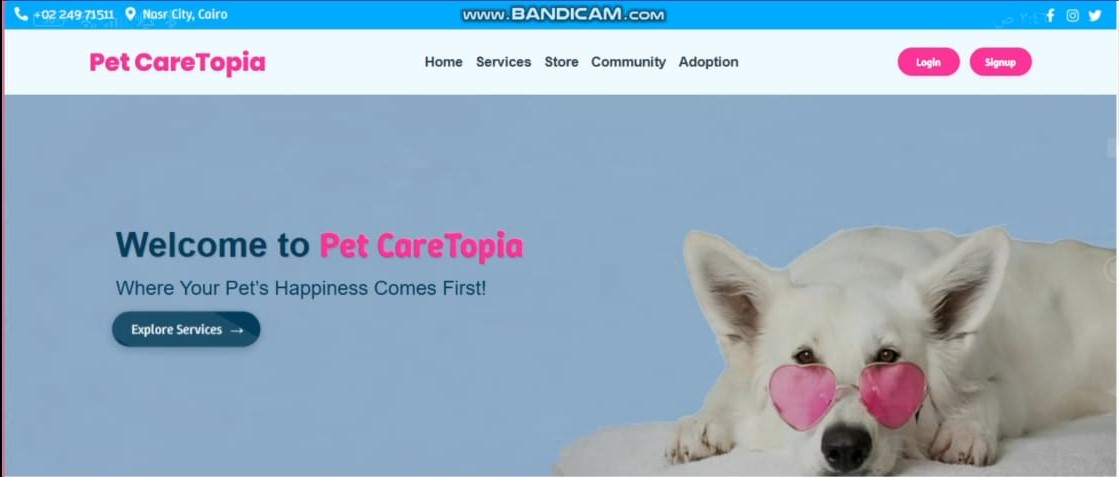 +02 249 71511 Nasr City, Cairo
www.BANDICAM.com
Pet CareTopia
Home Services Store Community Adoption
Login Signup
Welcome to Pet CareTopia
Where Your Pet's Happiness Comes First!
Explore Services →